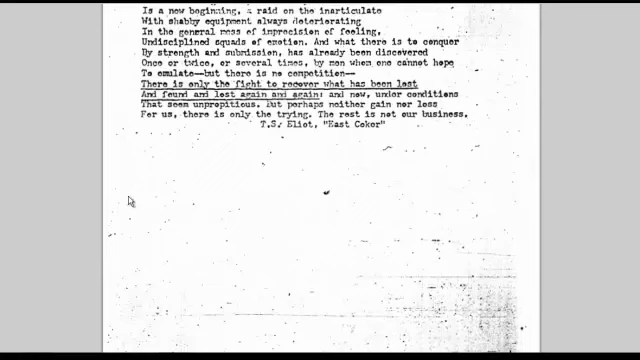 Is a new beginning, a raid on the inarticulate
With shabby equipment always deteriorating
In the general mess of imprecision of feeling,
Undisciplined squads of emotion. And what there is to conquer
By strength and submission, has already been discovered
Once or twice, or several times, by men whom one cannot hope
To emulate--but there is no competition--
There is only the fight to recover what has been lost
And found and lost again and again: and now, under conditions
That seem unpropitious. But perhaps neither gain nor loss
For us, there is only the trying. The rest is not our business.
T.S. Eliot, "East Coker"